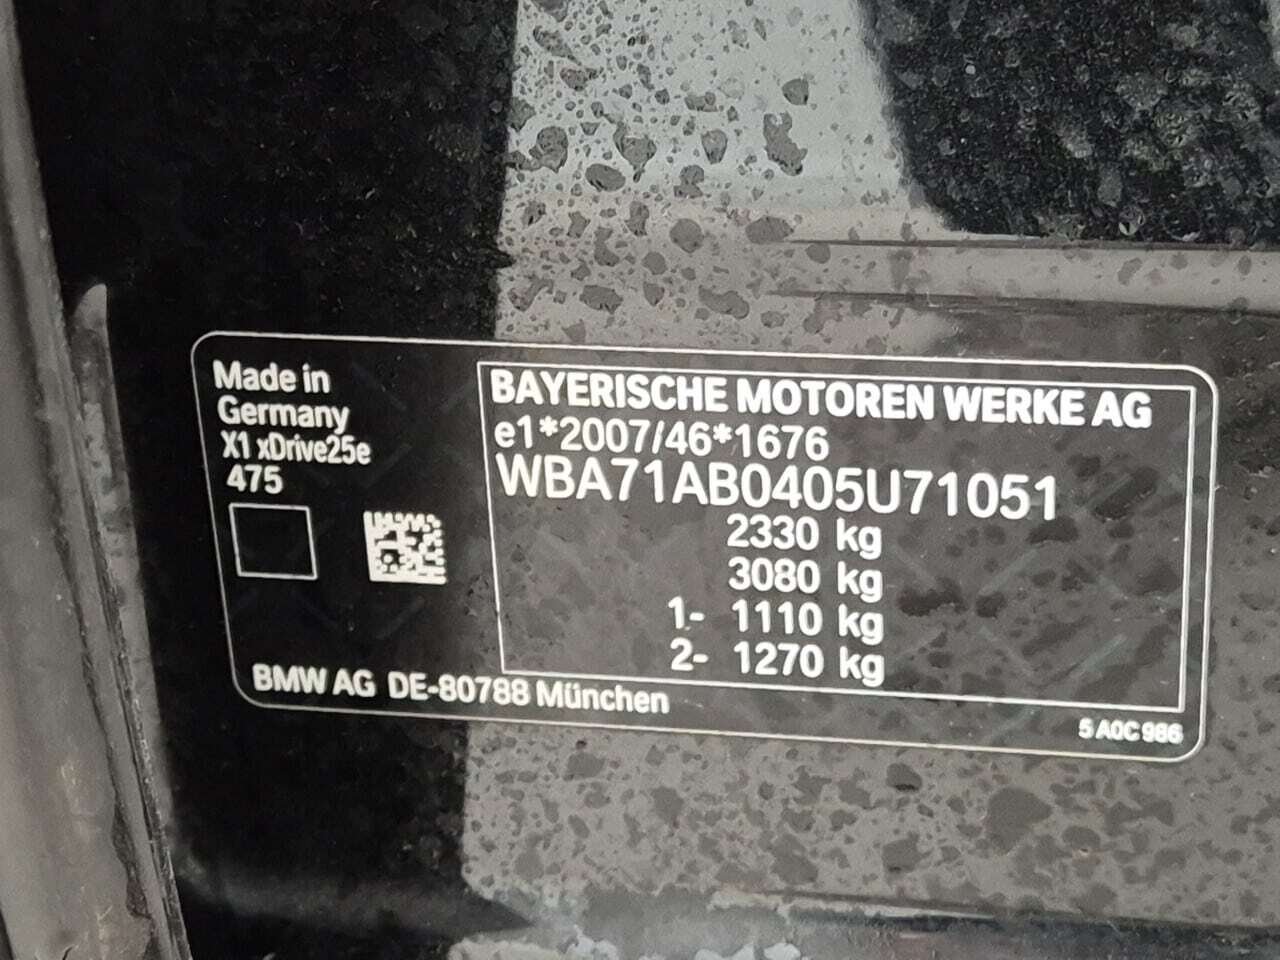 Made in
Germany
X1 xDrive25e
475
BAYERISCHE MOTOREN WERKE AG
e1*2007/46*1676
WBA71AB0405U71051
2330 kg
3080 kg
1- 1110 kg
2- 1270 kg
BMW AG DE-80788 München
5 A0C 986